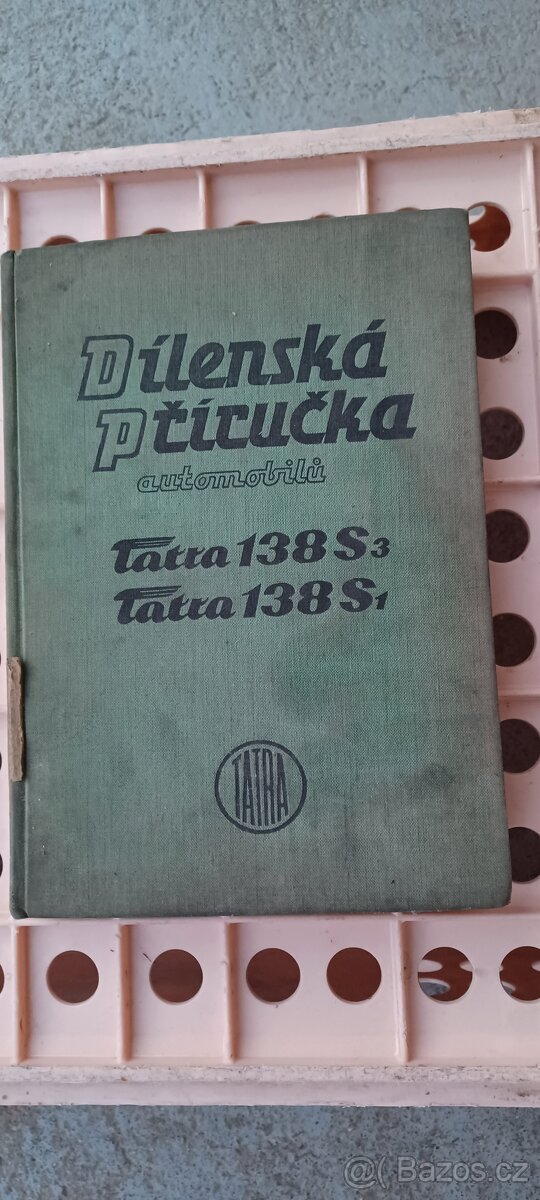 Dílenská
příručka
automobilů
Tatra 138 S3
Tatra 138 S1
TATRA
Bazos.cz